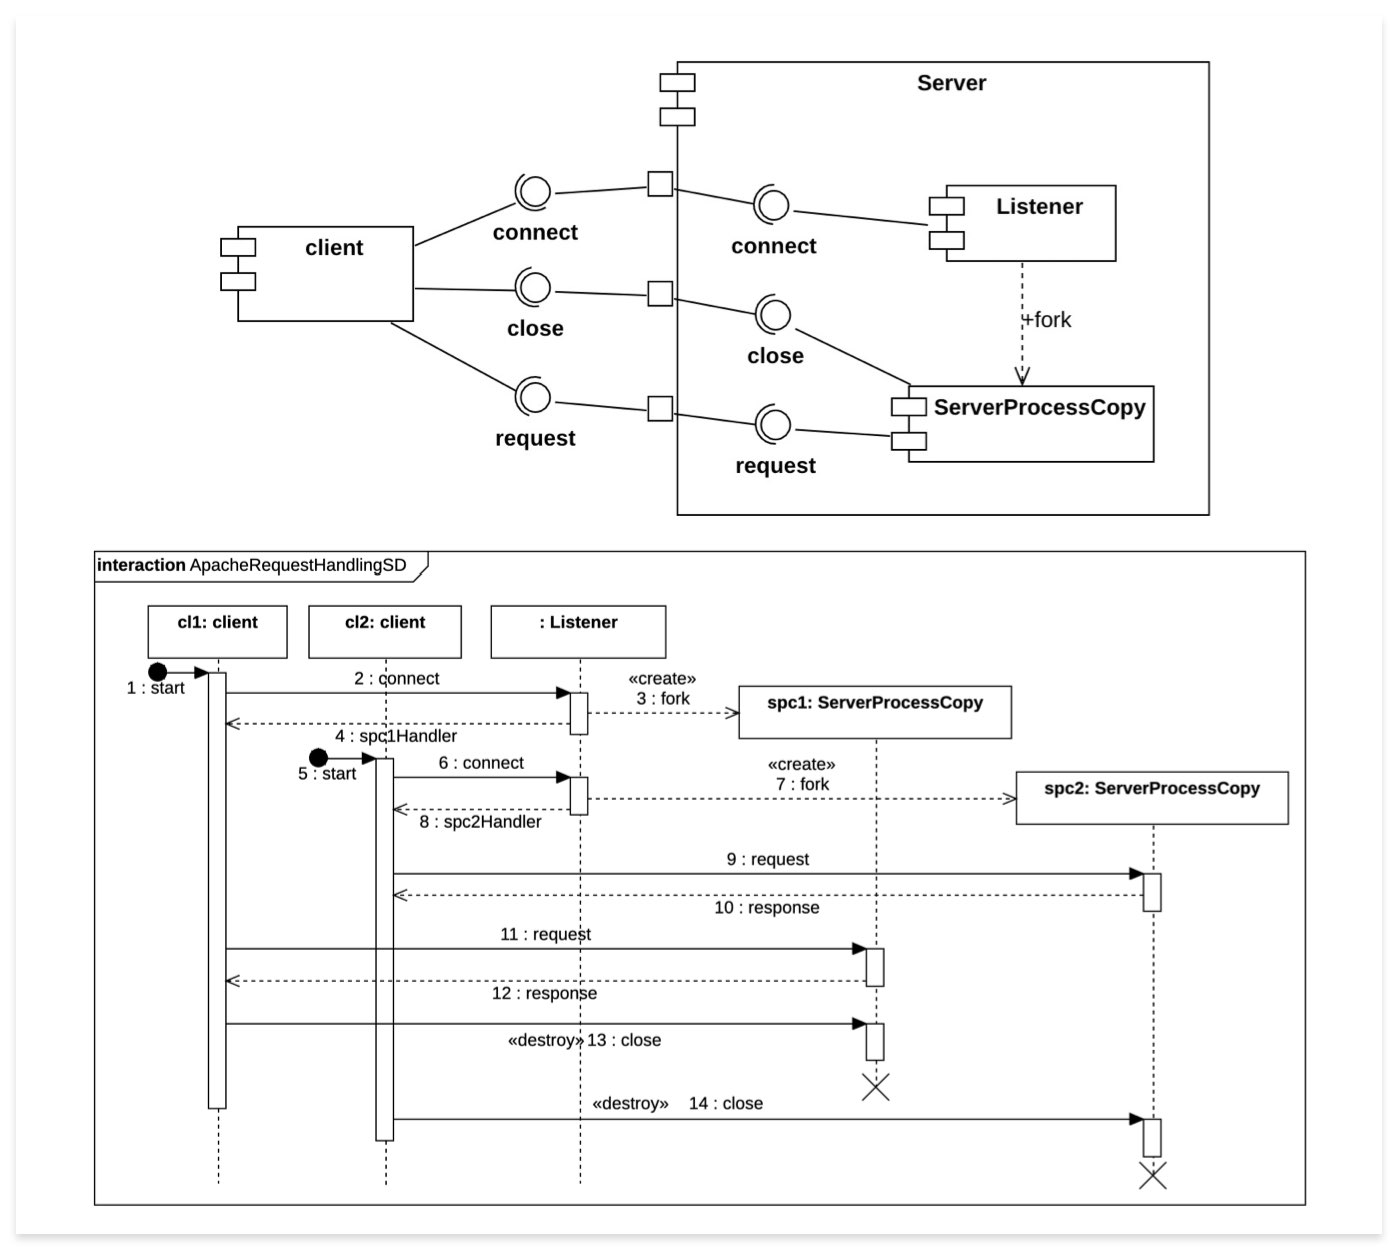 Server
Listener
connect
connect
client
close
+fork
close
ServerProcessCopy
request
request
interaction ApacheRequestHandlingSD
cl1: client
cl2: client
: Listener
1 : start
2 : connect
«create»
3 : fork
spc1: ServerProcessCopy
4 : spc1Handler
5 : start
6 : connect
«create»
7 : fork
spc2: ServerProcessCopy
8 : spc2Handler
9 : request
10 : response
11 : request
12 : response
«destroy» 13 : close
«destroy» 14 : close